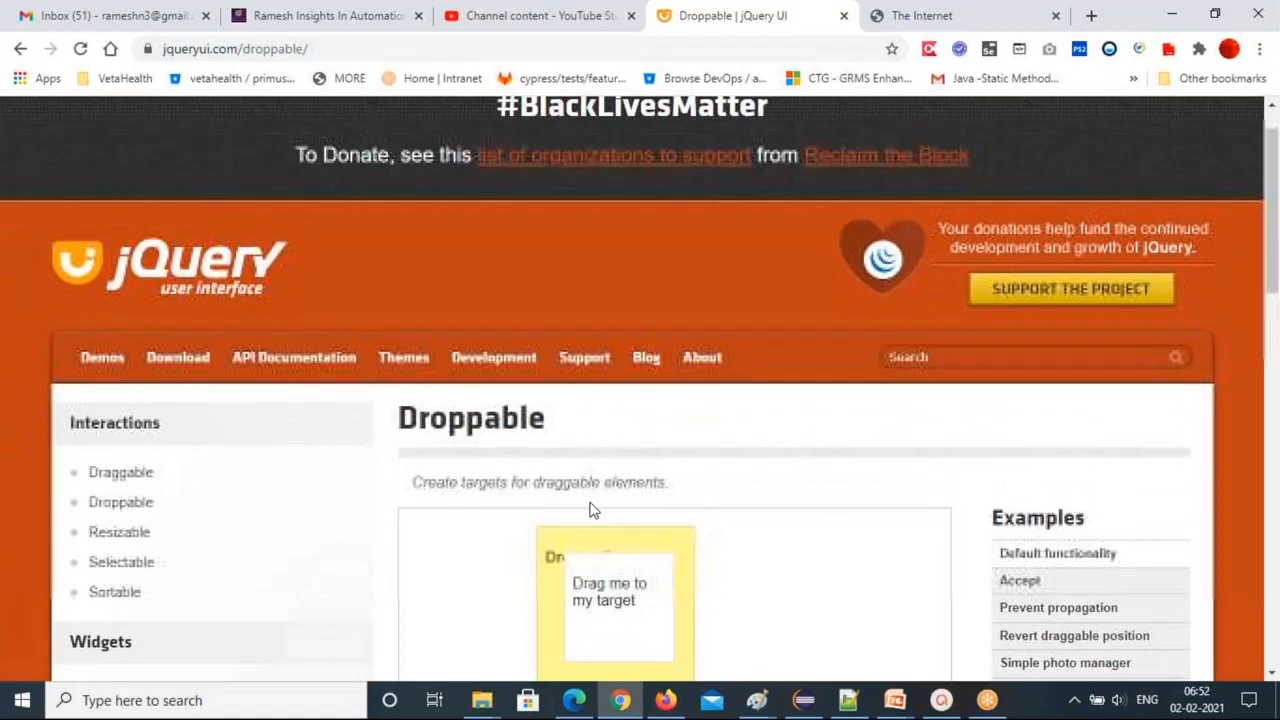 Inbox (51) - rameshn3@gmail.
Ramesh Insights In Automatio
Channel content - YouTube St
Droppable | jQuery UI
The Internet
jqueryui.com/droppable/
Apps
VetaHealth
vetahealth / primus...
MORE
Home | Intranet
cypress/tests/featur...
Browse DevOps / a...
CTG - GRMS Enhan...
Java -Static Method...
»
Other bookmarks
#BlackLivesMatter
To Donate, see this list of organizations to support from Reclaim the Block
Your donations help fund the continued
development and growth of jQuery.
jQuery
user interface
SUPPORT THE PROJECT
Demos
Download
API Documentation
Themes
Development
Support
Blog
About
Search
Interactions
Draggable
Droppable
Resizable
Selectable
Sortable
Widgets
Droppable
Create targets for draggable elements.
Dr
Drag me to
my target
Examples
Default functionality
Accept
Prevent propagation
Revert draggable position
Simple photo manager
Type here to search
ENG
06:52
02-02-2021